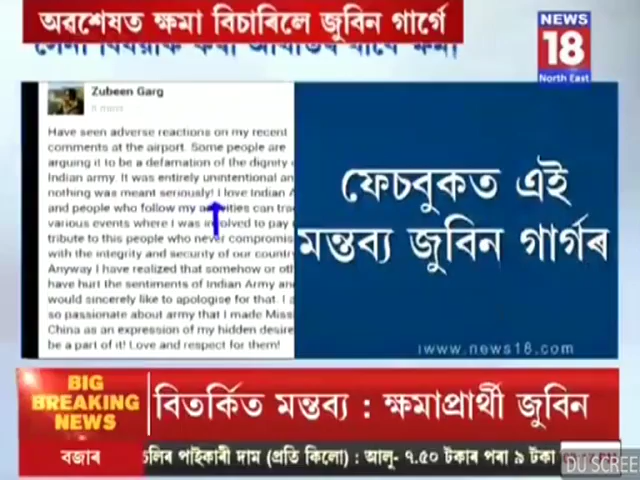 অৱশেষত ক্ষমা বিচাৰিলে জুবিন গাৰ্গে
NEWS
18
North East
Zubeen Garg
Have seen adverse reactions on my recent
comments at the airport. Some people are
arguing it to be a defamation of the dignity
Indian army. It was entirely unintentional an
nothing was meant seriously! I love Indian A
and people who follow my activities can tra
various events where I was involved to pay
tribute to this people who never compromis
with the integrity and security of our countr
Anyway I have realized that somehow or oth
have hurt the sentiments of Indian Army and
would sincerely like to apologise for that. I a
so passionate about army that I made Miss
China as an expression of my hidden desire
be a part of it! Love and respect for them!
ফেচবুকত এই
মন্তব্য জুবিন গাৰ্গৰ
www.news18.com
BIG
BREAKING
NEWS
বিতৰ্কিত মন্তব্য : ক্ষমাপ্ৰাৰ্থী জুবিন
বজাৰ
পাইকাৰী দাম (প্ৰতি কিলো) : আলু- ৭.৫০ টকাৰ পৰা ৯ টকা
DU SCREE